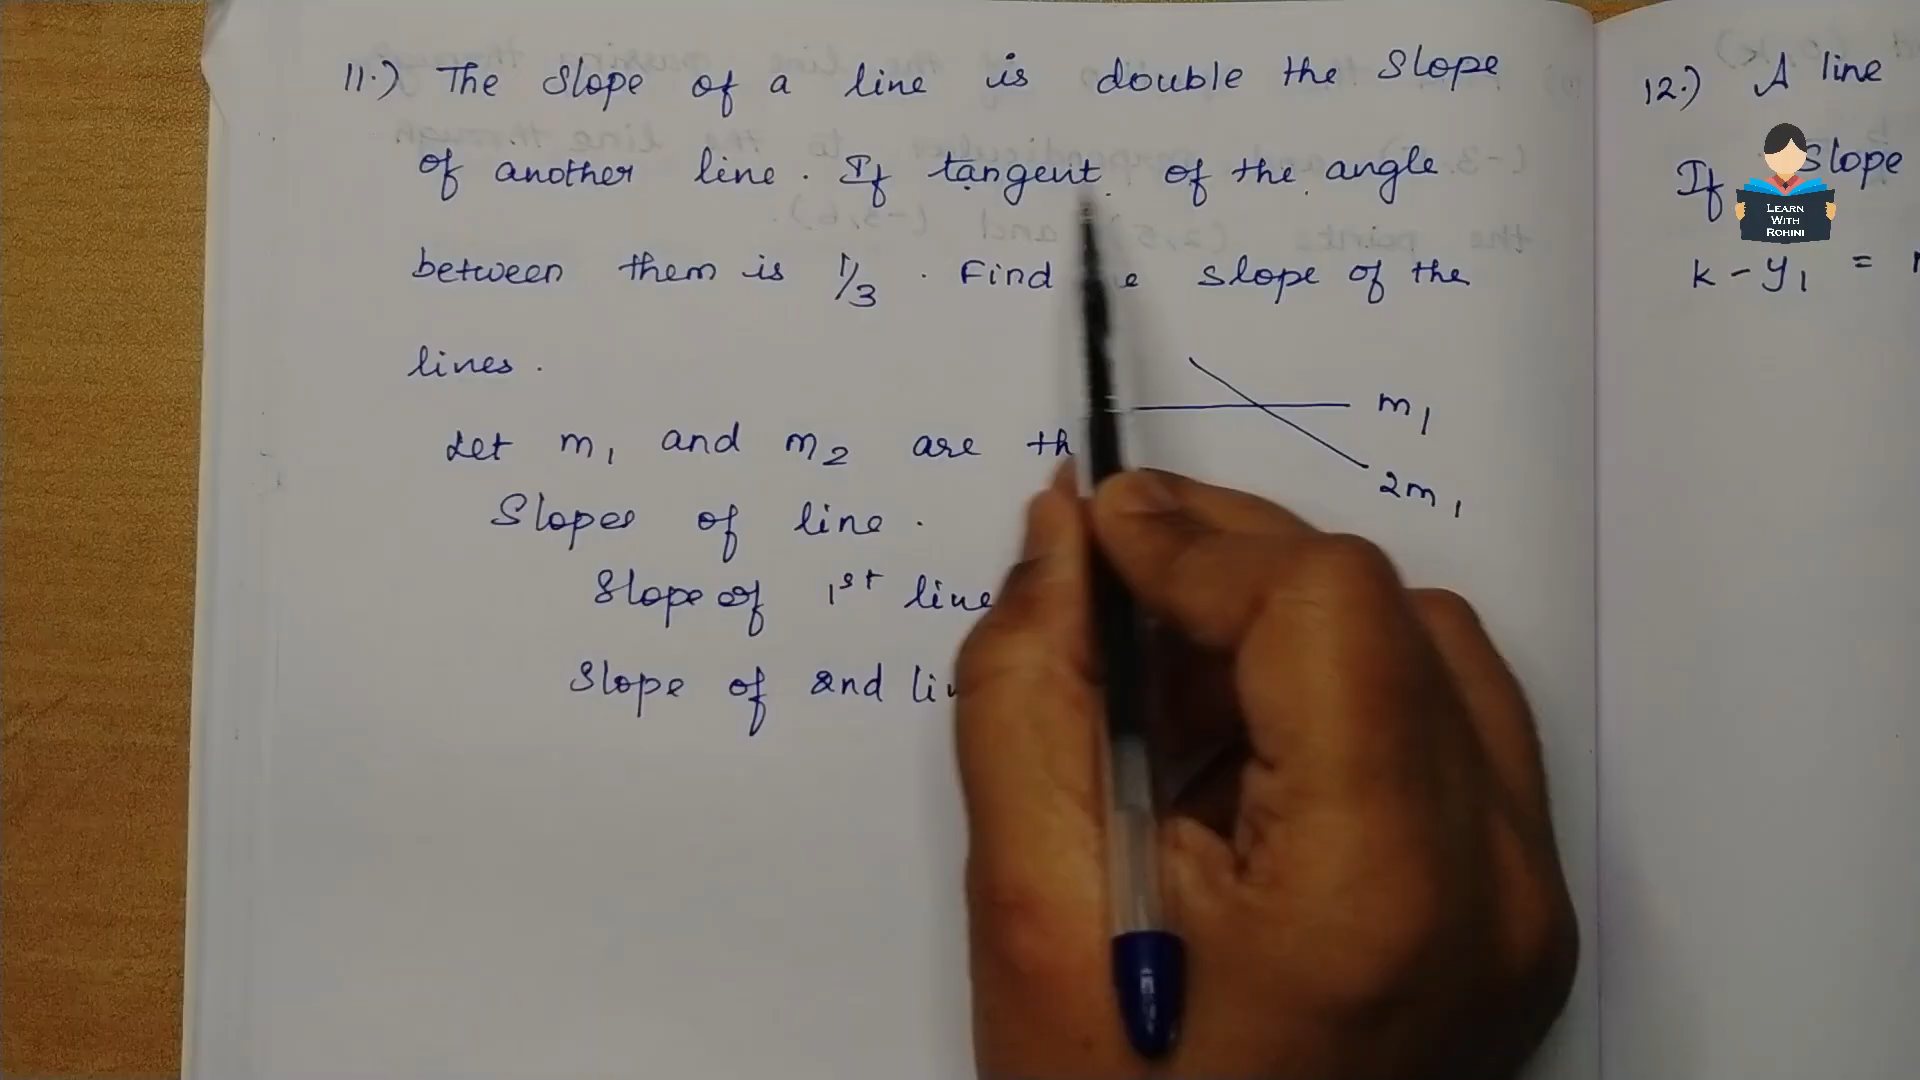 11.) The slope of a line is double the slope
of another line. If tangent of the angle
between them is 1/3. Find slope of the
lines.
m1
Let m1 and m2 are th
2m1
Slopes of line.
Slope of 1st line
Slope of 2nd
12.) A line
If Slope
k - y1 =
LEARN
WITH
ROHINI